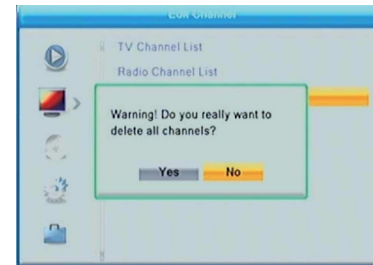 Edit Channel
TV Channel List
Radio Channel List
Warning! Do you really want to
delete all channels?
Yes No